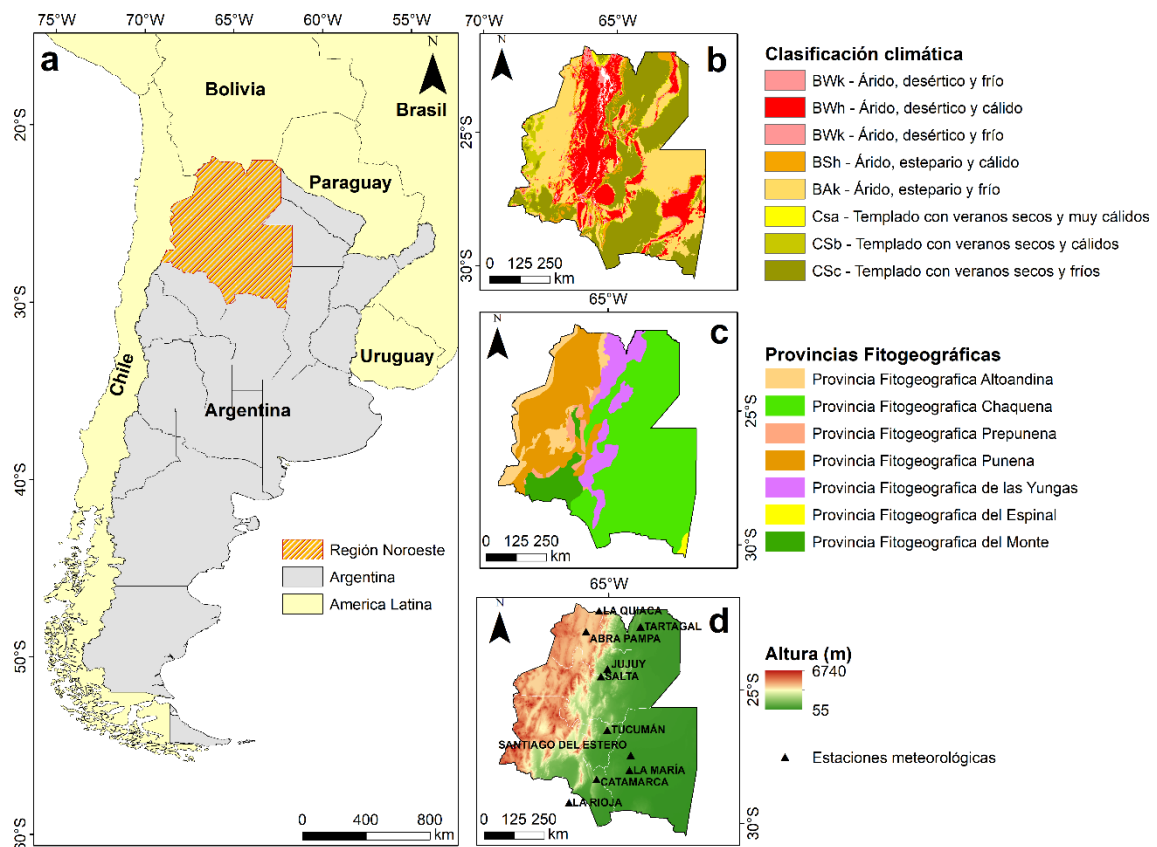 75°W 70°W 65°W 60°W 55°W
20°S
30°S
40°S
50°S
60°S
a
N
Bolivia
Brasil
Paraguay
Chile
Uruguay
Argentina
Región Noroeste
Argentina
America Latina
0 400 800
km
70°W 65°W
25°S
30°S
b
N
0 125 250
km
65°W
Clasificación climática
BWk - Árido, desértico y frío
BWh - Árido, desértico y cálido
BWk - Árido, desértico y frío
BSh - Árido, estepario y cálido
BAk - Árido, estepario y frío
Csa - Templado con veranos secos y muy cálidos
CSb - Templado con veranos secos y cálidos
CSc - Templado con veranos secos y fríos
c
N
25°S
30°S
0 125 250
km
65°W
Provincias Fitogeográficas
Provincia Fitogeografica Altoandina
Provincia Fitogeografica Chaquena
Provincia Fitogeografica Prepunena
Provincia Fitogeografica Punena
Provincia Fitogeografica de las Yungas
Provincia Fitogeografica del Espinal
Provincia Fitogeografica del Monte
d
N
LA QUIACA
TARTAGAL
ABRA PAMPA
JUJUY
SALTA
TUCUMÁN
SANTIAGO DEL ESTERO
LA MARÍA
CATAMARCA
LA RIOJA
25°S
30°S
0 125 250
km
Altura (m)
6740
55
Estaciones meteorológicas